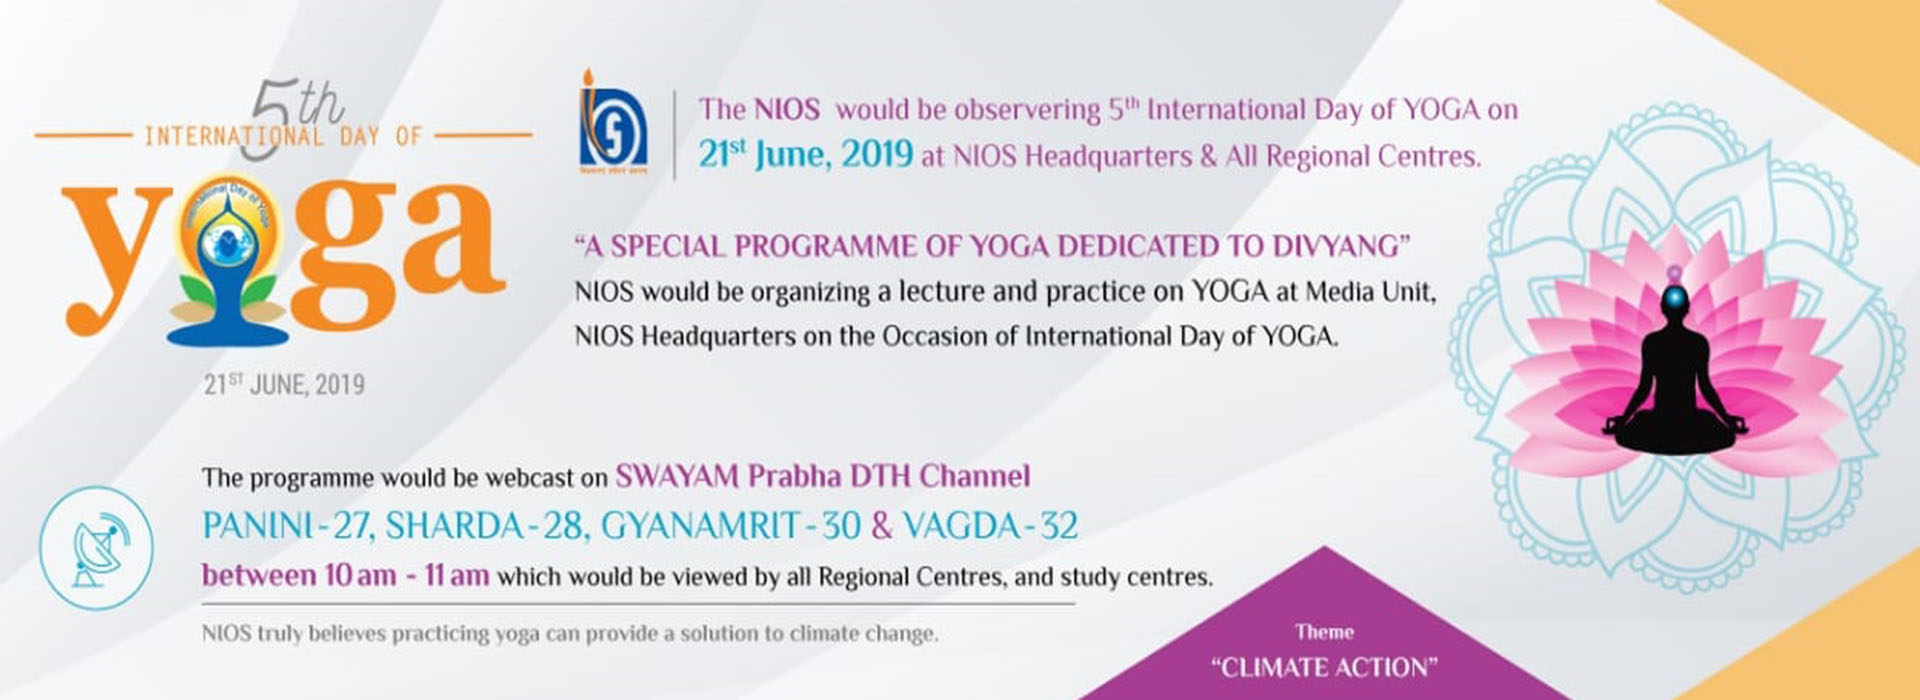 5th
INTERNATIONAL DAY OF
yoga
International Day of Yoga
21ST JUNE, 2019
The NIOS would be observering 5th International Day of YOGA on
21st June, 2019 at NIOS Headquarters & All Regional Centres.
“A SPECIAL PROGRAMME OF YOGA DEDICATED TO DIVYANG”
NIOS would be organizing a lecture and practice on YOGA at Media Unit,
NIOS Headquarters on the Occasion of International Day of YOGA.
The programme would be webcast on SWAYAM Prabha DTH Channel
PANINI-27, SHARDA-28, GYANAMRIT-30 & VAGDA-32
between 10 am - 11 am which would be viewed by all Regional Centres, and study centres.
NIOS truly believes practicing yoga can provide a solution to climate change.
Theme
“CLIMATE ACTION”